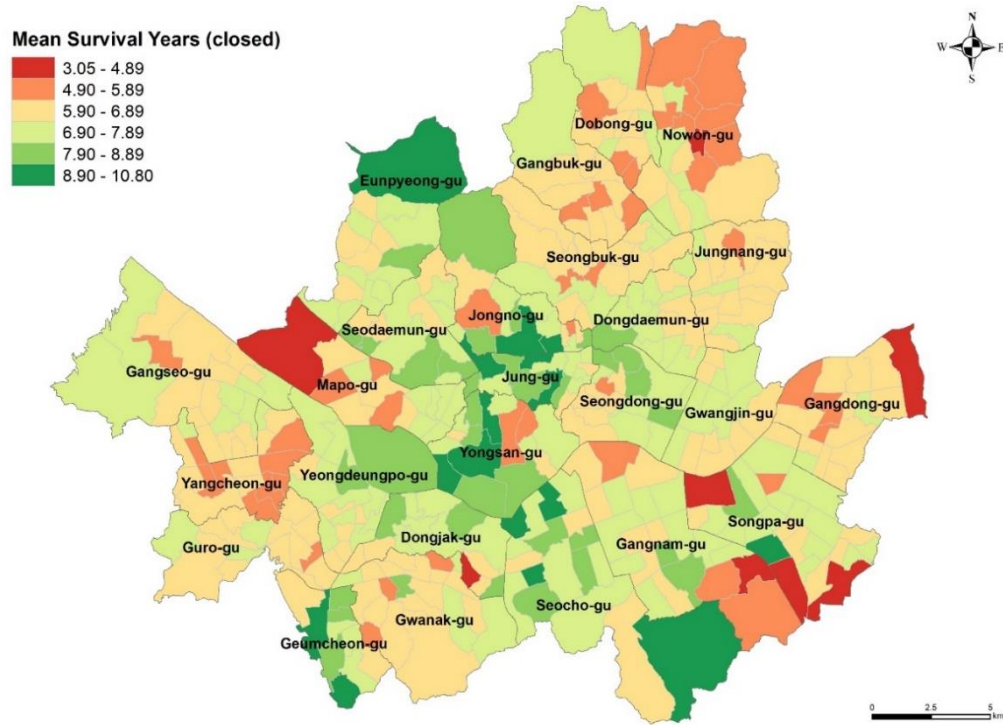 Mean Survival Years (closed)
3.05 - 4.89
4.90 - 5.89
5.90 - 6.89
6.90 - 7.89
7.90 - 8.89
8.90 - 10.80
N
W E
S
Dobong-gu
Nowon-gu
Gangbuk-gu
Eunpyeong-gu
Seongbuk-gu
Jungnang-gu
Jongno-gu
Seodaemun-gu
Dongdaemun-gu
Gangseo-gu
Mapo-gu
Jung-gu
Seongdong-gu
Gwangjin-gu
Gangdong-gu
Yongsan-gu
Yangcheon-gu
Yeongdeungpo-gu
Songpa-gu
Guro-gu
Dongjak-gu
Gangnam-gu
Seocho-gu
Gwanak-gu
Geumcheon-gu
0 2.5 5
km